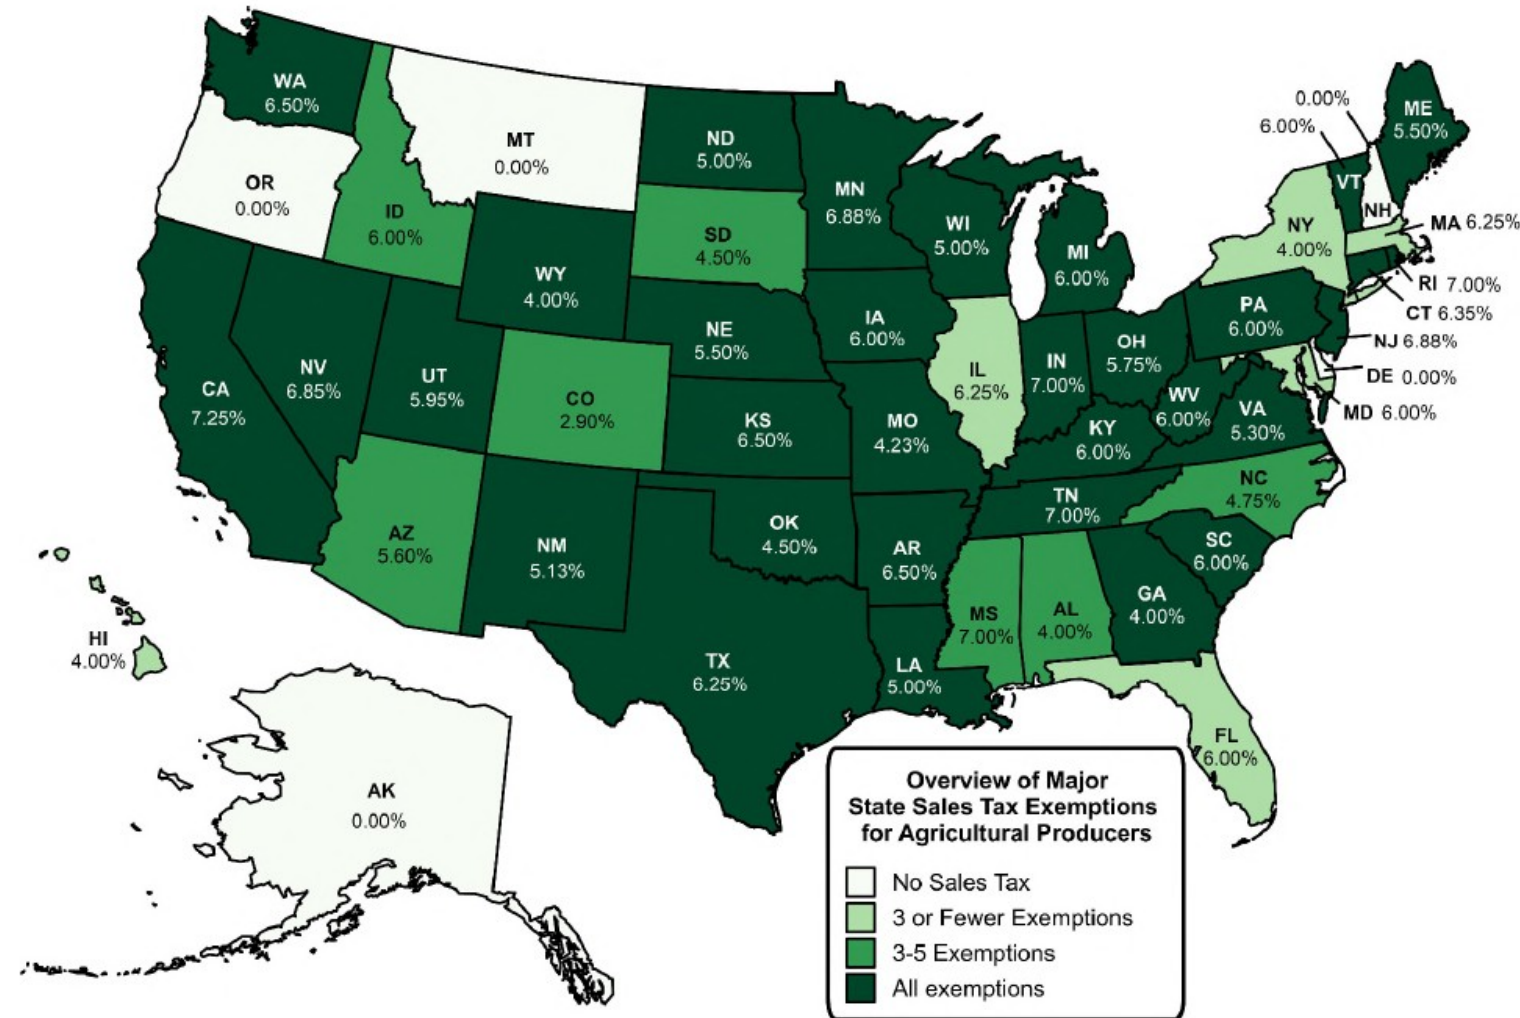 WA
6.50%
OR
0.00%
ID
6.00%
MT
0.00%
ND
5.00%
SD
4.50%
MN
6.88%
WI
5.00%
MI
6.00%
0.00%
6.00%
ME
5.50%
VT
NH
NY
4.00%
MA 6.25%
RI 7.00%
CT 6.35%
NJ 6.88%
DE 0.00%
MD 6.00%
PA
6.00%
WY
4.00%
NE
5.50%
IA
6.00%
IL
6.25%
IN
7.00%
OH
5.75%
WV
6.00%
VA
5.30%
CA
7.25%
NV
6.85%
UT
5.95%
CO
2.90%
KS
6.50%
MO
4.23%
KY
6.00%
TN
7.00%
NC
4.75%
SC
6.00%
AZ
5.60%
NM
5.13%
OK
4.50%
AR
6.50%
MS
7.00%
AL
4.00%
GA
4.00%
HI
4.00%
TX
6.25%
LA
5.00%
FL
6.00%
AK
0.00%
Overview of Major
State Sales Tax Exemptions
for Agricultural Producers
No Sales Tax
3 or Fewer Exemptions
3-5 Exemptions
All exemptions